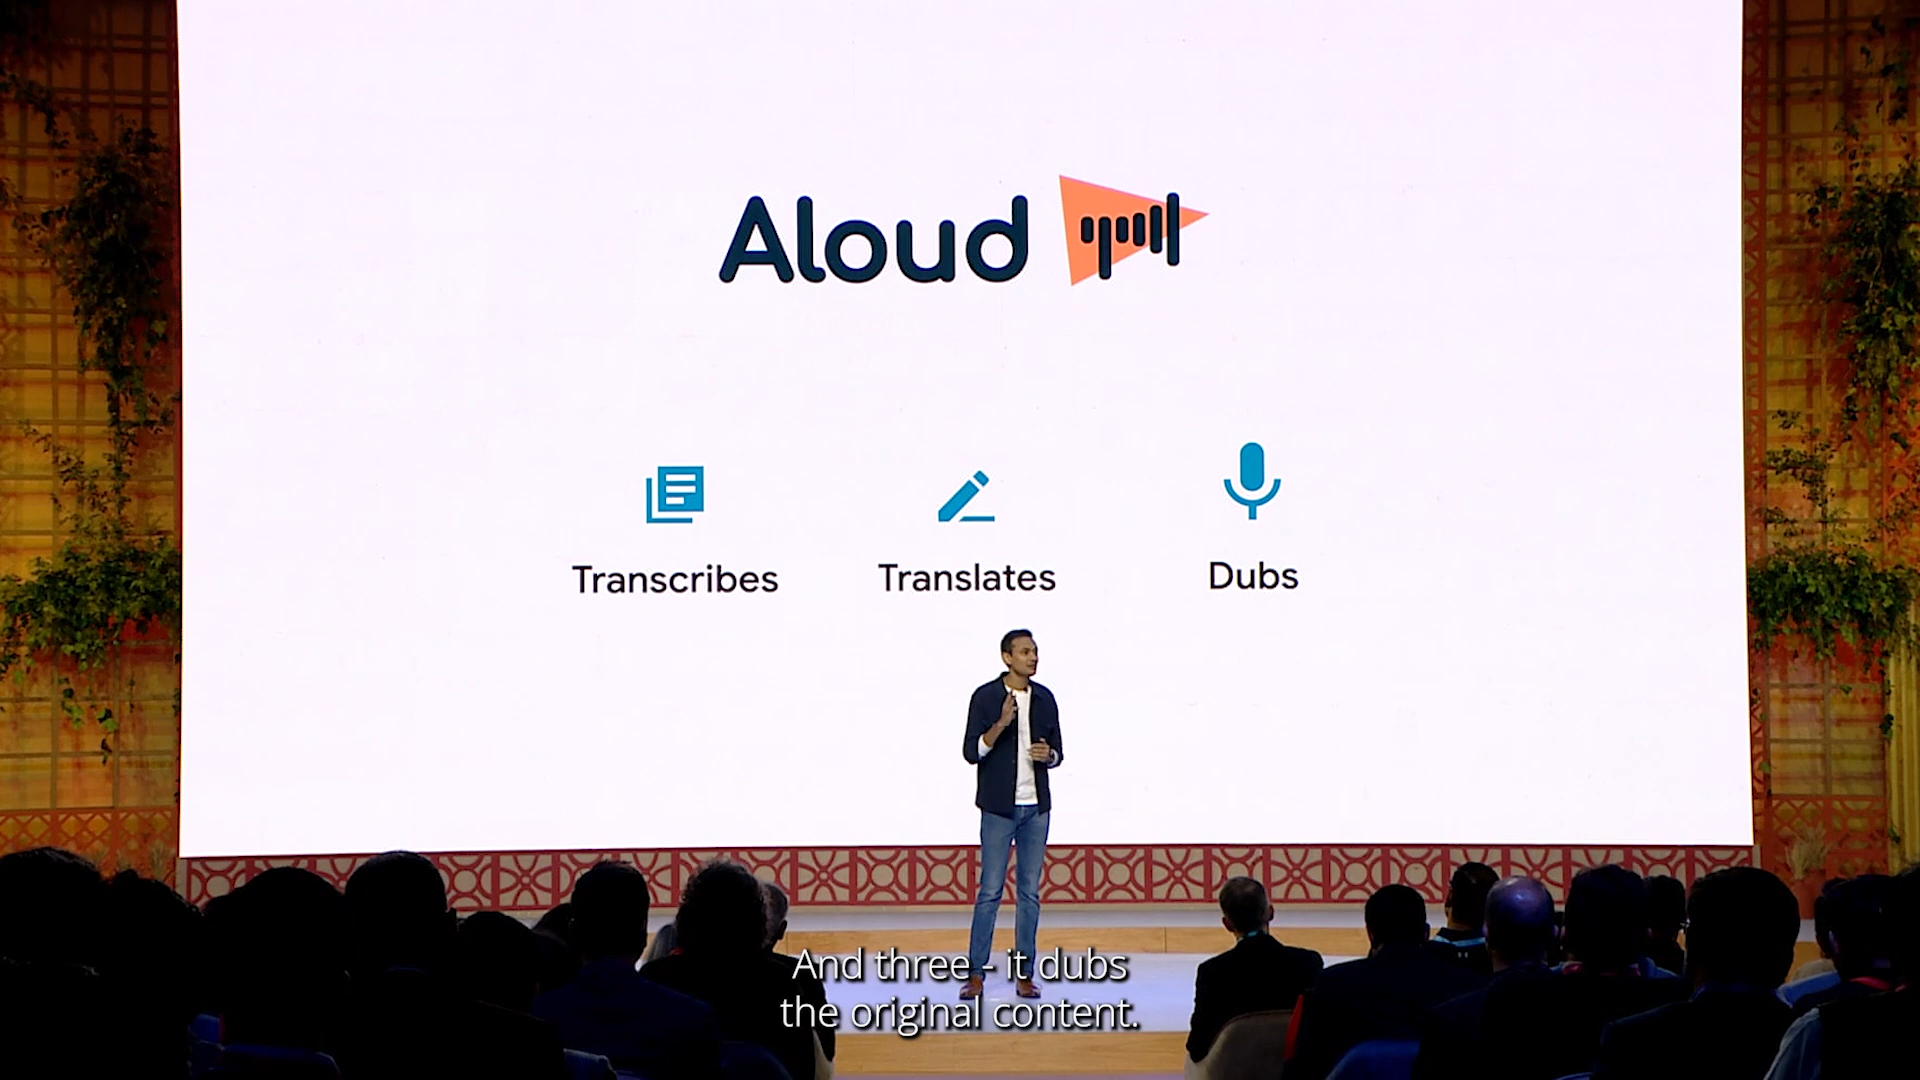 Aloud
Transcribes
Translates
Dubs
And three - it dubs
the original content.